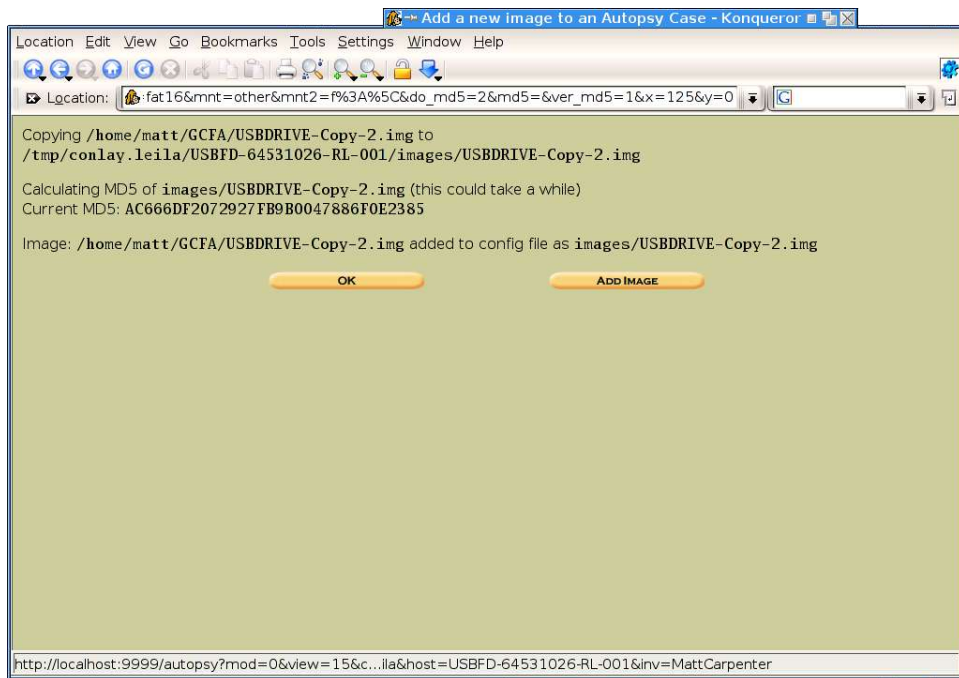 Add a new image to an Autopsy Case - Konqueror
Location Edit View Go Bookmarks Tools Settings Window Help
Location: :fat16&mnt=other&mnt2=f%3A%5C&do_md5=2&md5=&ver_md5=1&x=125&y=0
Copying /home/matt/GCFA/USBDRIVE-Copy-2.img to
/tmp/conlay.leila/USBFD-64531026-RL-001/images/USBDRIVE-Copy-2.img
Calculating MD5 of images/USBDRIVE-Copy-2.img (this could take a while)
Current MD5: AC666DF2072927FB9B0047886F0E2385
Image: /home/matt/GCFA/USBDRIVE-Copy-2.img added to config file as images/USBDRIVE-Copy-2.img
OK ADD IMAGE
http://localhost:9999/autopsy?mod=0&view=15&c...ila&host=USBFD-64531026-RL-001&inv=MattCarpenter